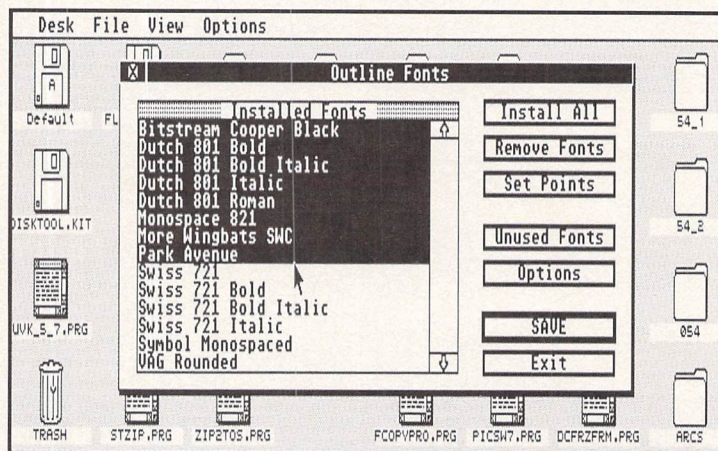 Desk File View Options
Outline Fonts
A
Default
FL
DISKTOOL.KIT
UVK_5_7.PRG
TRASH
Installed Fonts
Bitstream Cooper Black
Dutch 801 Bold
Dutch 801 Bold Italic
Dutch 801 Italic
Dutch 801 Roman
Monospace 821
More Wingbats SWC
Park Avenue
Swiss 721
Swiss 721 Bold
Swiss 721 Bold Italic
Swiss 721 Italic
Symbol Monospaced
VAG Rounded
Install All
Remove Fonts
Set Points
Unused Fonts
Options
SAVE
Exit
54_1
54_2
054
ARCS
STZIP.PRG
ZIP2TOS.PRG
FCOPYPRO.PRG
PICSW7.PRG
DCFRZFRM.PRG